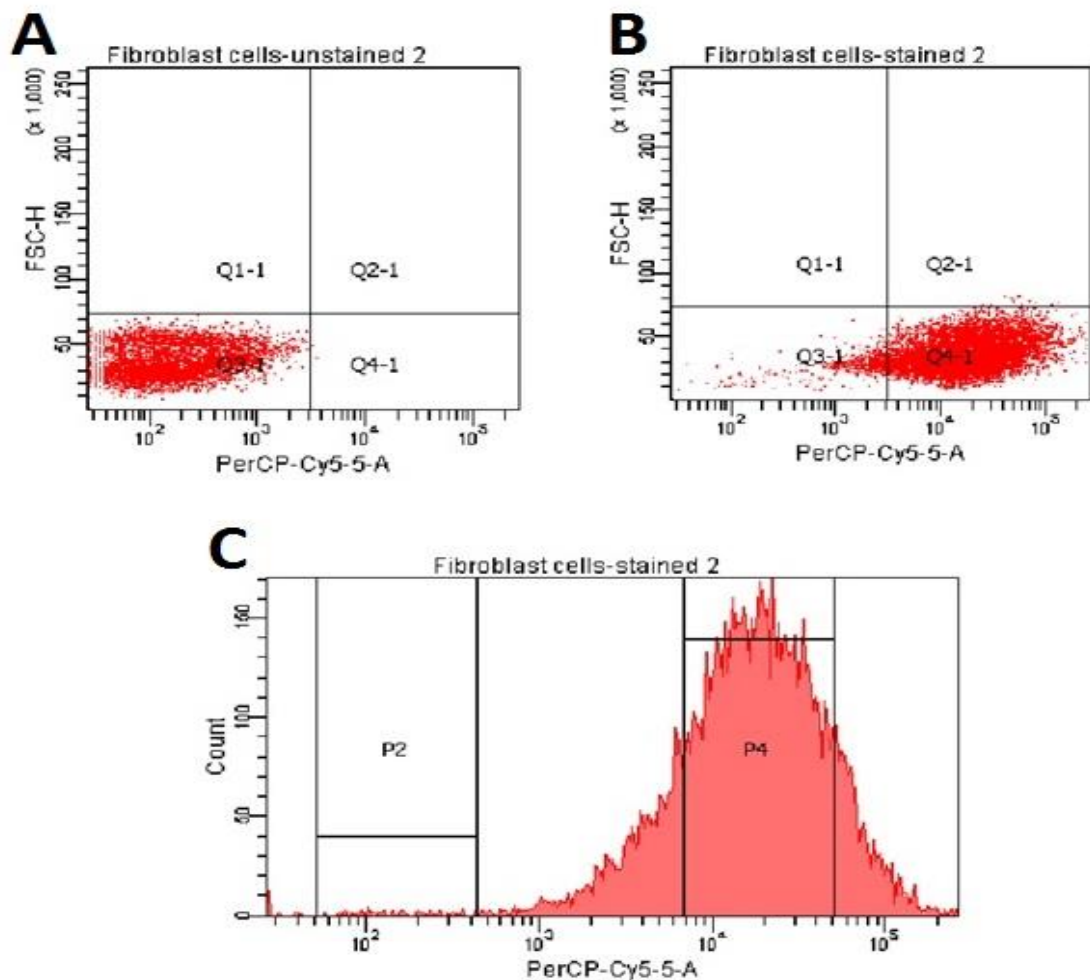 A
Fibroblast cells-unstained 2
(x 1,000)
FSC-H
250
200
150
100
50
Q1-1
Q2-1
Q3-1
Q4-1
10²
10³
10⁴
10⁵
PerCP-Cy5-5-A
B
Fibroblast cells-stained 2
(x 1,000)
FSC-H
250
200
150
100
50
Q1-1
Q2-1
Q3-1
Q4-1
10²
10³
10⁴
10⁵
PerCP-Cy5-5-A
C
Fibroblast cells-stained 2
Count
150
100
50
0
P2
P4
10²
10³
10⁴
10⁵
PerCP-Cy5-5-A